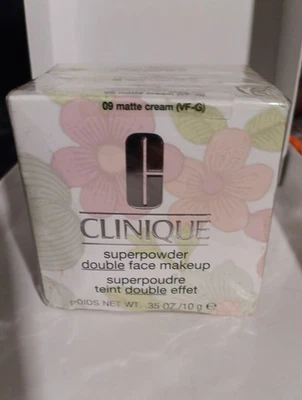 09 matte cream (VF-G)
CLINIQUE
superpowder
double face makeup
superpoudre
teint double effet
POIDS NET WT. .35 OZ/10 g ℮